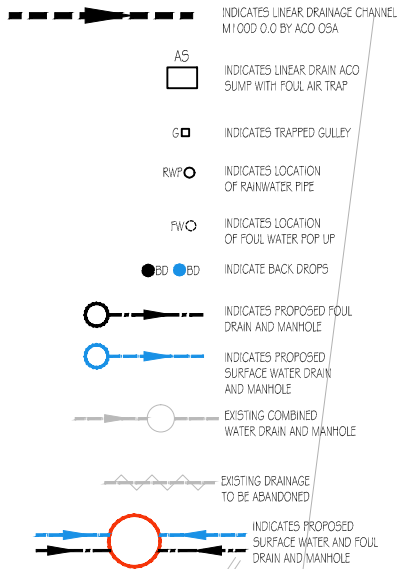 INDICATES LINEAR DRAINAGE CHANNEL
M100D 0.0 BY ACO OSA
AS
INDICATES LINEAR DRAIN ACO
SUMP WITH FOUL AIR TRAP
G
INDICATES TRAPPED GULLEY
RWP
INDICATES LOCATION
OF RAINWATER PIPE
FW
INDICATES LOCATION
OF FOUL WATER POP UP
BD BD
INDICATE BACK DROPS
INDICATES PROPOSED FOUL
DRAIN AND MANHOLE
INDICATES PROPOSED
SURFACE WATER DRAIN
AND MANHOLE
EXISTING COMBINED
WATER DRAIN AND MANHOLE
EXISTING DRAINAGE
TO BE ABANDONED
INDICATES PROPOSED
SURFACE WATER AND FOUL
DRAIN AND MANHOLE